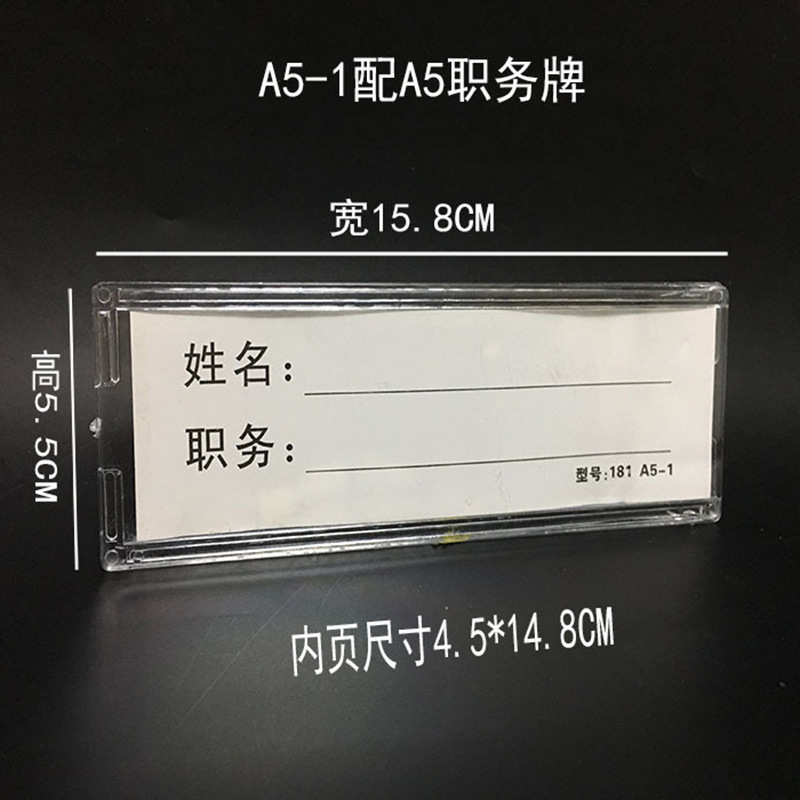 A5-1配A5职务牌
宽15.8CM
高5.5CM
姓名：
职务：
型号:181 A5-1
内页尺寸4.5*14.8CM